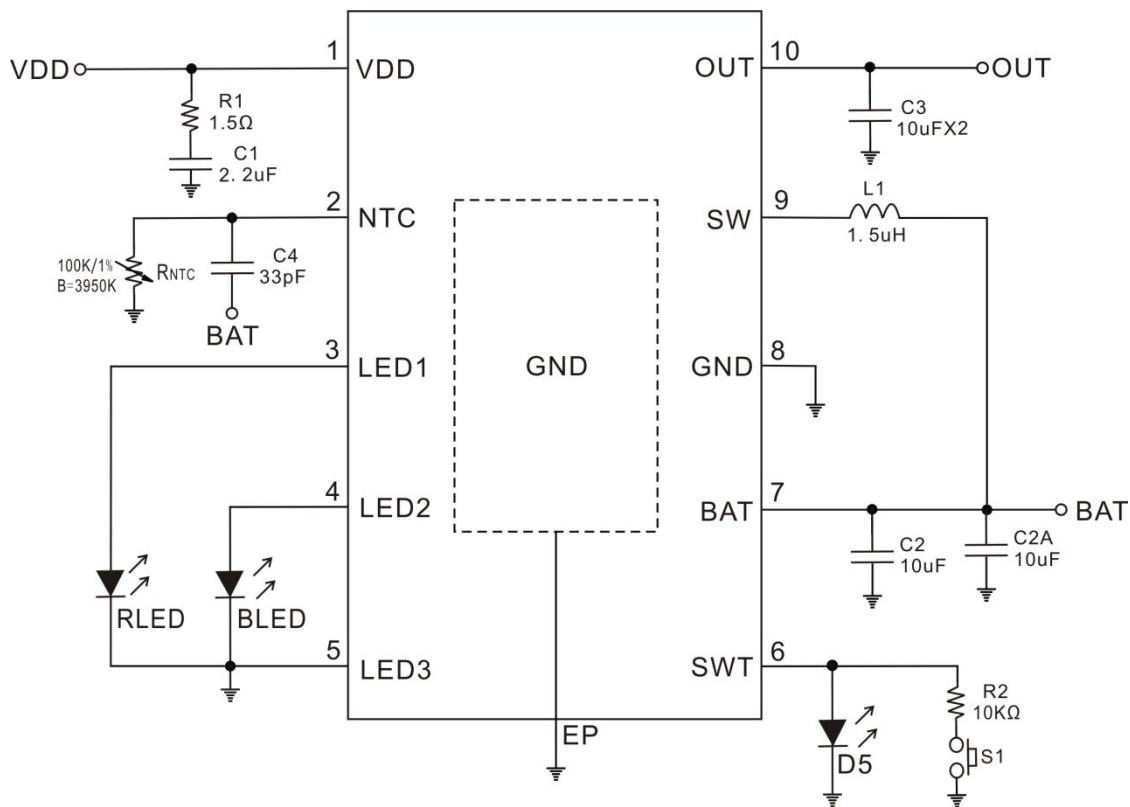 1
10
VDD
VDD
OUT
OUT
R1
1.5Ω
C3
10uFX2
C1
2.2uF
2
9
L1
NTC
SW
1.5uH
100K/1%
B=3950K
RNTC
C4
33pF
BAT
3
8
LED1
GND
GND
4
7
LED2
BAT
BAT
C2
10uF
C2A
10uF
RLED
BLED
5
6
LED3
SWT
R2
10KΩ
EP
D5
S1